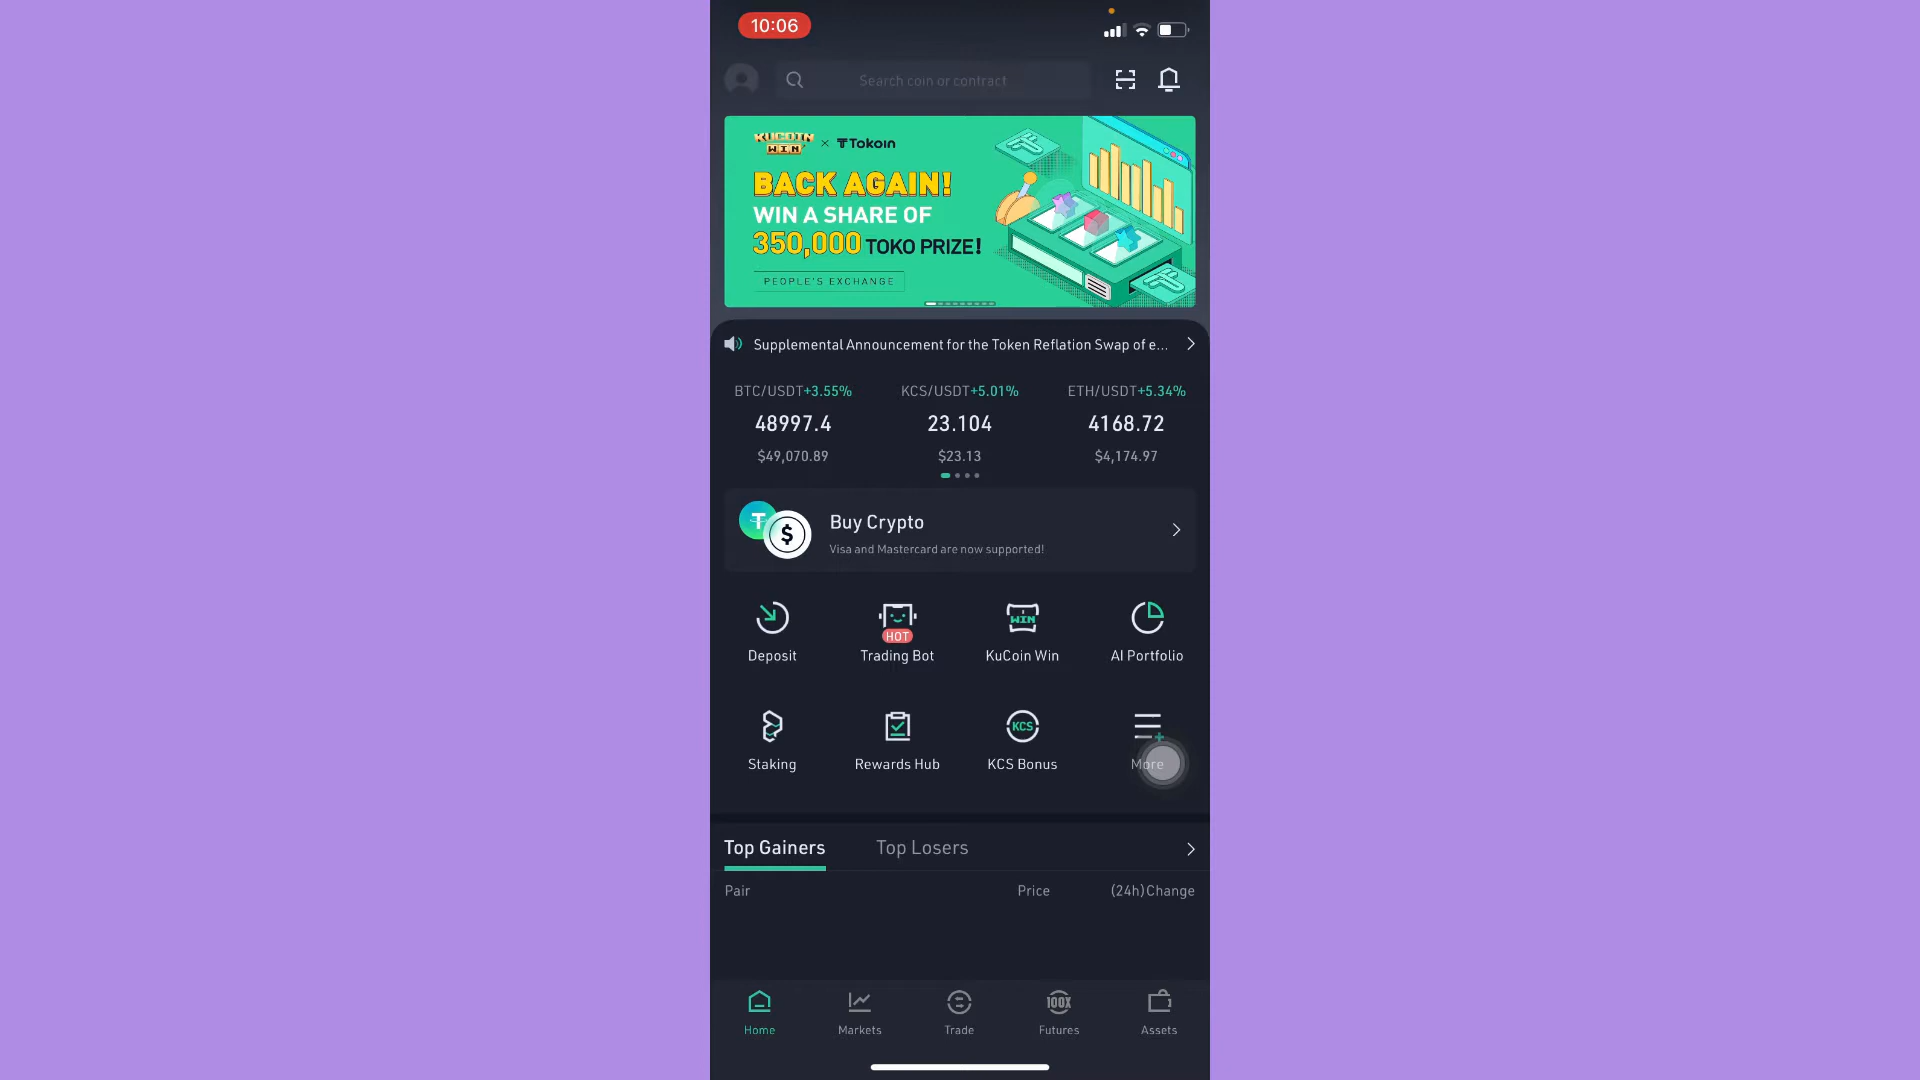 10:06
Search coin or contract
KUCOIN WIN × Tokoin
BACK AGAIN!
WIN A SHARE OF
350,000 TOKO PRIZE!
PEOPLE'S EXCHANGE
Supplemental Announcement for the Token Reflation Swap of e...
BTC/USDT+3.55% KCS/USDT+5.01% ETH/USDT+5.34%
48997.4 23.104 4168.72
$49,070.89 $23.13 $4,174.97
Buy Crypto
Visa and Mastercard are now supported!
HOT WIN
Deposit Trading Bot KuCoin Win AI Portfolio
KCS
Staking Rewards Hub KCS Bonus More
Top Gainers Top Losers
Pair Price (24h)Change
100X
Home Markets Trade Futures Assets